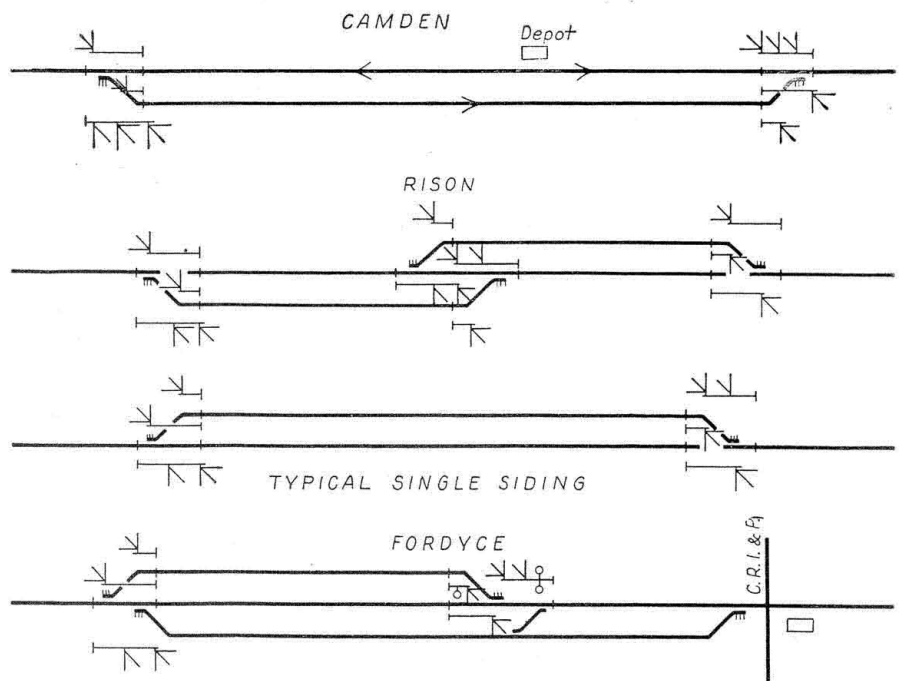 CAMDEN
Depot
RISON
TYPICAL SINGLE SIDING
FORDYCE
C.R.I. & P.